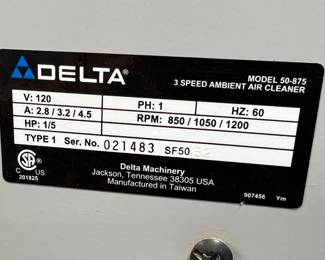 DELTA®
MODEL 50-875
3 SPEED AMBIENT AIR CLEANER
V: 120 PH: 1 HZ: 60
A: 2.8 / 3.2 / 4.5 RPM: 850 / 1050 / 1200
HP: 1/5
TYPE 1 Ser. No. 021483 SF50
SA
C US
201825
Delta Machinery
Jackson, Tennessee 38305 USA
Manufactured in Taiwan
907456 Ym